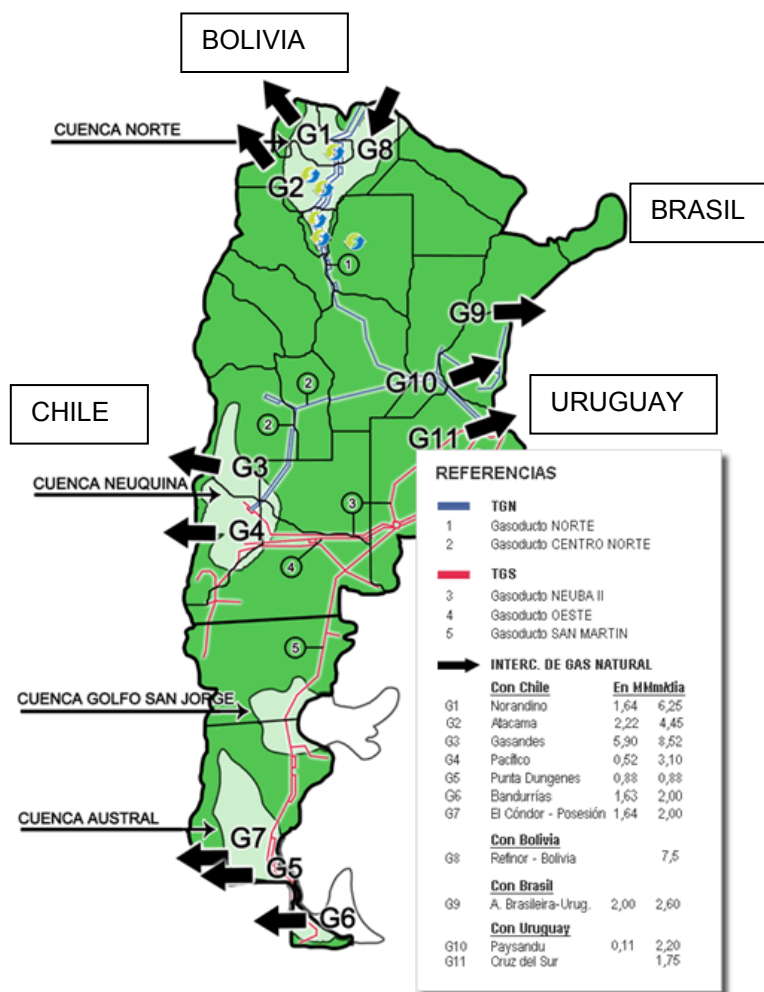 BOLIVIA
CUENCA NORTE
G1
G8
G2
BRASIL
1
G9
G10
2
CHILE
2
URUGUAY
G11
G3
CUENCA NEUQUINA
REFERENCIAS
TGN
1 Gasoducto NORTE
2 Gasoducto CENTRO NORTE
3
G4
4
TGS
3 Gasoducto NEUBA II
4 Gasoducto OESTE
5 Gasoducto SAN MARTIN
5
INTERC. DE GAS NATURAL
Con Chile En MMm/dia
G1 Norandino 1,64 6,25
G2 Atacama 2,22 4,45
G3 Gasandes 5,90 8,52
G4 Pacífico 0,52 3,10
G5 Punta Dungenes 0,88 0,88
G6 Bandurrías 1,63 2,00
G7 El Cóndor - Posesión 1,64 2,00
Con Bolivia
G8 Refinor - Bolivia 7,5
Con Brasil
G9 A. Brasileira-Urug. 2,00 2,60
Con Uruguay
G10 Paysandu 0,11 2,20
G11 Cruz del Sur 1,75
CUENCA GOLFO SAN JORGE
CUENCA AUSTRAL
G7
G5
G6